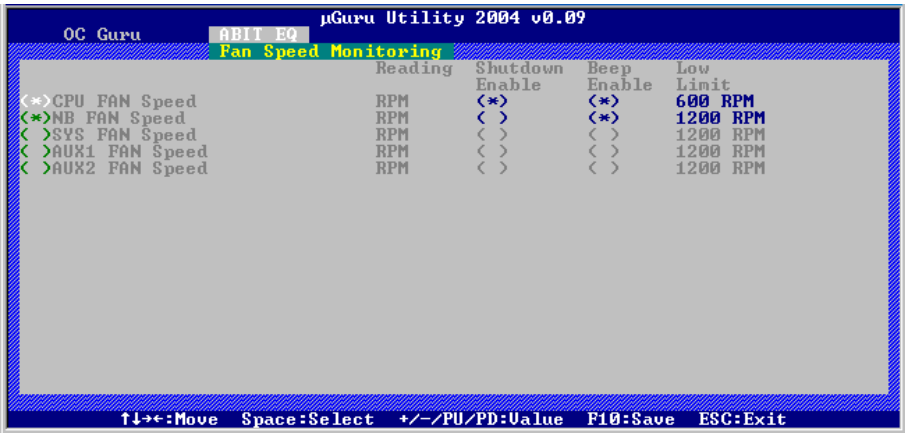 µGuru Utility 2004 v0.09
OC Guru ABIT EQ
Fan Speed Monitoring
Reading Shutdown Beep Low
Enable Enable Limit
(*)CPU FAN Speed RPM (*) (*) 600 RPM
(*)NB FAN Speed RPM ( ) (*) 1200 RPM
( )SYS FAN Speed RPM ( ) ( ) 1200 RPM
( )AUX1 FAN Speed RPM ( ) ( ) 1200 RPM
( )AUX2 FAN Speed RPM ( ) ( ) 1200 RPM
↑↓→←:Move Space:Select +/-/PU/PD:Value F10:Save ESC:Exit